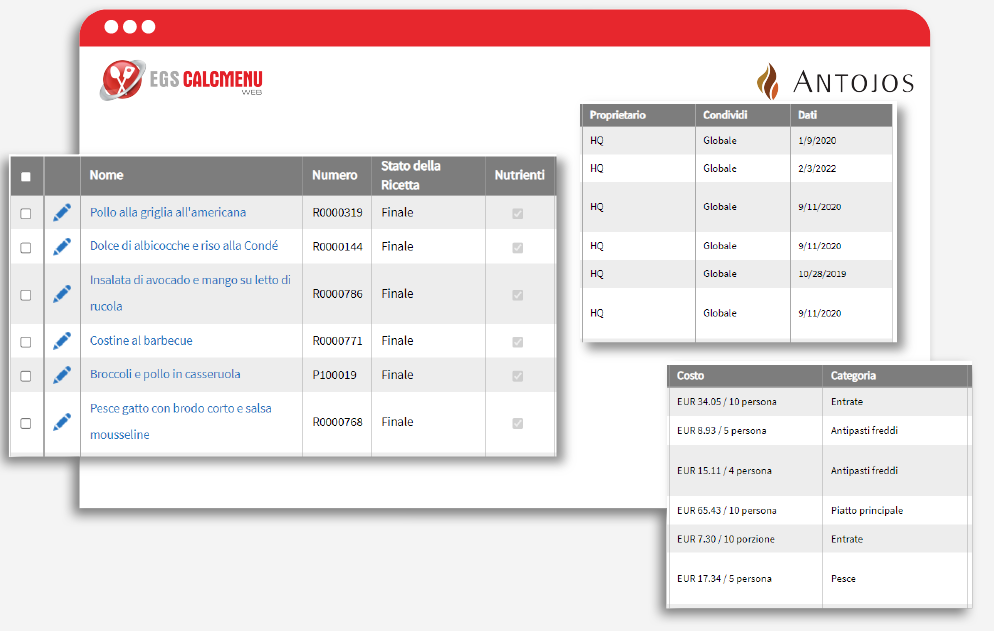 EGS CALCMENU
WEB
ANTOJOS
Nome Numero Stato della Ricetta Nutrienti
Pollo alla griglia all'americana R0000319 Finale
Dolce di albicocche e riso alla Condé R0000144 Finale
Insalata di avocado e mango su letto di
rucola R0000786 Finale
Costine al barbecue R0000771 Finale
Broccoli e pollo in casseruola P100019 Finale
Pesce gatto con brodo corto e salsa
mousseline R0000768 Finale
Proprietario Condividi Dati
HQ Globale 1/9/2020
HQ Globale 2/3/2022
HQ Globale 9/11/2020
HQ Globale 9/11/2020
HQ Globale 10/28/2019
HQ Globale 9/11/2020
Costo Categoria
EUR 34.05 / 10 persona Entrate
EUR 8.93 / 5 persona Antipasti freddi
EUR 15.11 / 4 persona Antipasti freddi
EUR 65.43 / 10 persona Piatto principale
EUR 7.30 / 10 porzione Entrate
EUR 17.34 / 5 persona Pesce